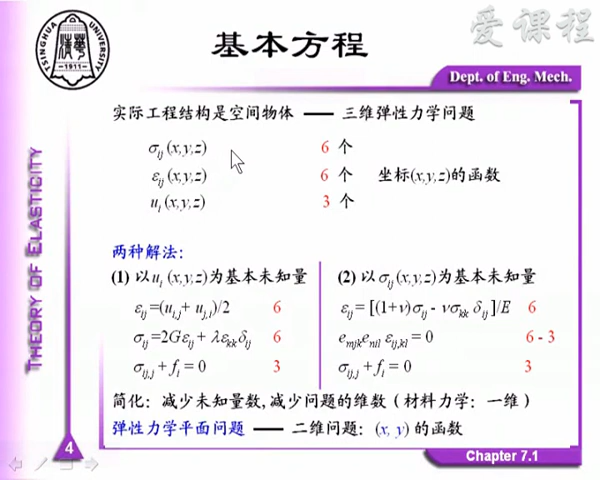 爱课程
TSINGHUA UNIVERSITY
1911
基本方程
Dept. of Eng. Mech.
THEORY OF ELASTICITY
实际工程结构是空间物体 —— 三维弹性力学问题
σij (x,y,z) 6 个
εij (x,y,z) 6 个 坐标(x,y,z)的函数
ui (x,y,z) 3 个
两种解法:
(1) 以ui (x,y,z)为基本未知量
εij =(ui,j+ uj,i)/2 6
σij =2Gεij + λεkkδij 6
σij,j + fi = 0 3
(2) 以σij(x,y,z)为基本未知量
εij = [(1+ν)σij - νσkk δij ]/E 6
emjkenil εij,kl = 0 6 - 3
σij,j + fi = 0 3
简化: 减少未知量数, 减少问题的维数 ( 材料力学: 一维 )
弹性力学平面问题 —— 二维问题: (x, y) 的函数
4
Chapter 7.1